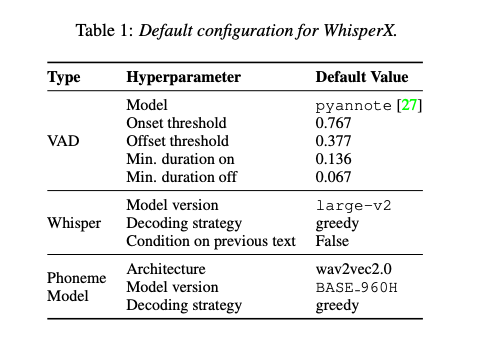 Table 1: Default configuration for WhisperX.
Type Hyperparameter Default Value
VAD
Model pyannote [27]
Onset threshold 0.767
Offset threshold 0.377
Min. duration on 0.136
Min. duration off 0.067
Whisper
Model version large-v2
Decoding strategy greedy
Condition on previous text False
Phoneme
Model
Architecture wav2vec2.0
Model version BASE_960H
Decoding strategy greedy